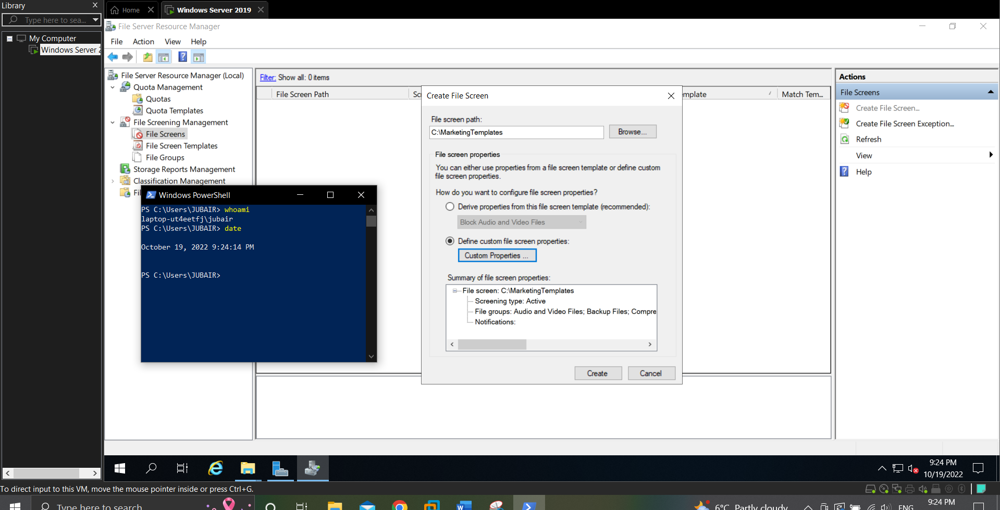 Library
Type here to sea...
My Computer
Windows Server 2
Home
Windows Server 2019
File Server Resource Manager
File Action View Help
File Server Resource Manager (Local)
Quota Management
Quotas
Quota Templates
File Screening Management
File Screens
File Screen Templates
File Groups
Storage Reports Management
Classification Management
Fil
Filter: Show all: 0 items
File Screen Path
Sc
mplate
Match Tem...
Windows PowerShell
PS C:\Users\JUBAIR> whoami
laptop-ut4eetfj\jubair
PS C:\Users\JUBAIR> date
October 19, 2022 9:24:14 PM
PS C:\Users\JUBAIR>
Create File Screen
File screen path:
C:\MarketingTemplates
Browse...
File screen properties
You can either use properties from a file screen template or define custom
file screen properties.
How do you want to configure file screen properties?
Derive properties from this file screen template (recommended):
Block Audio and Video Files
Define custom file screen properties:
Custom Properties ...
Summary of file screen properties:
File screen: C:\MarketingTemplates
Screening type: Active
File groups: Audio and Video Files; Backup Files; Compre
Notifications:
Create
Cancel
Actions
File Screens
Create File Screen...
Create File Screen Exception...
Refresh
View
Help
9:24 PM
10/19/2022
To direct input to this VM, move the mouse pointer inside or press Ctrl+G.
Type here to search
6°C Partly cloudy
ENG
9:24 PM